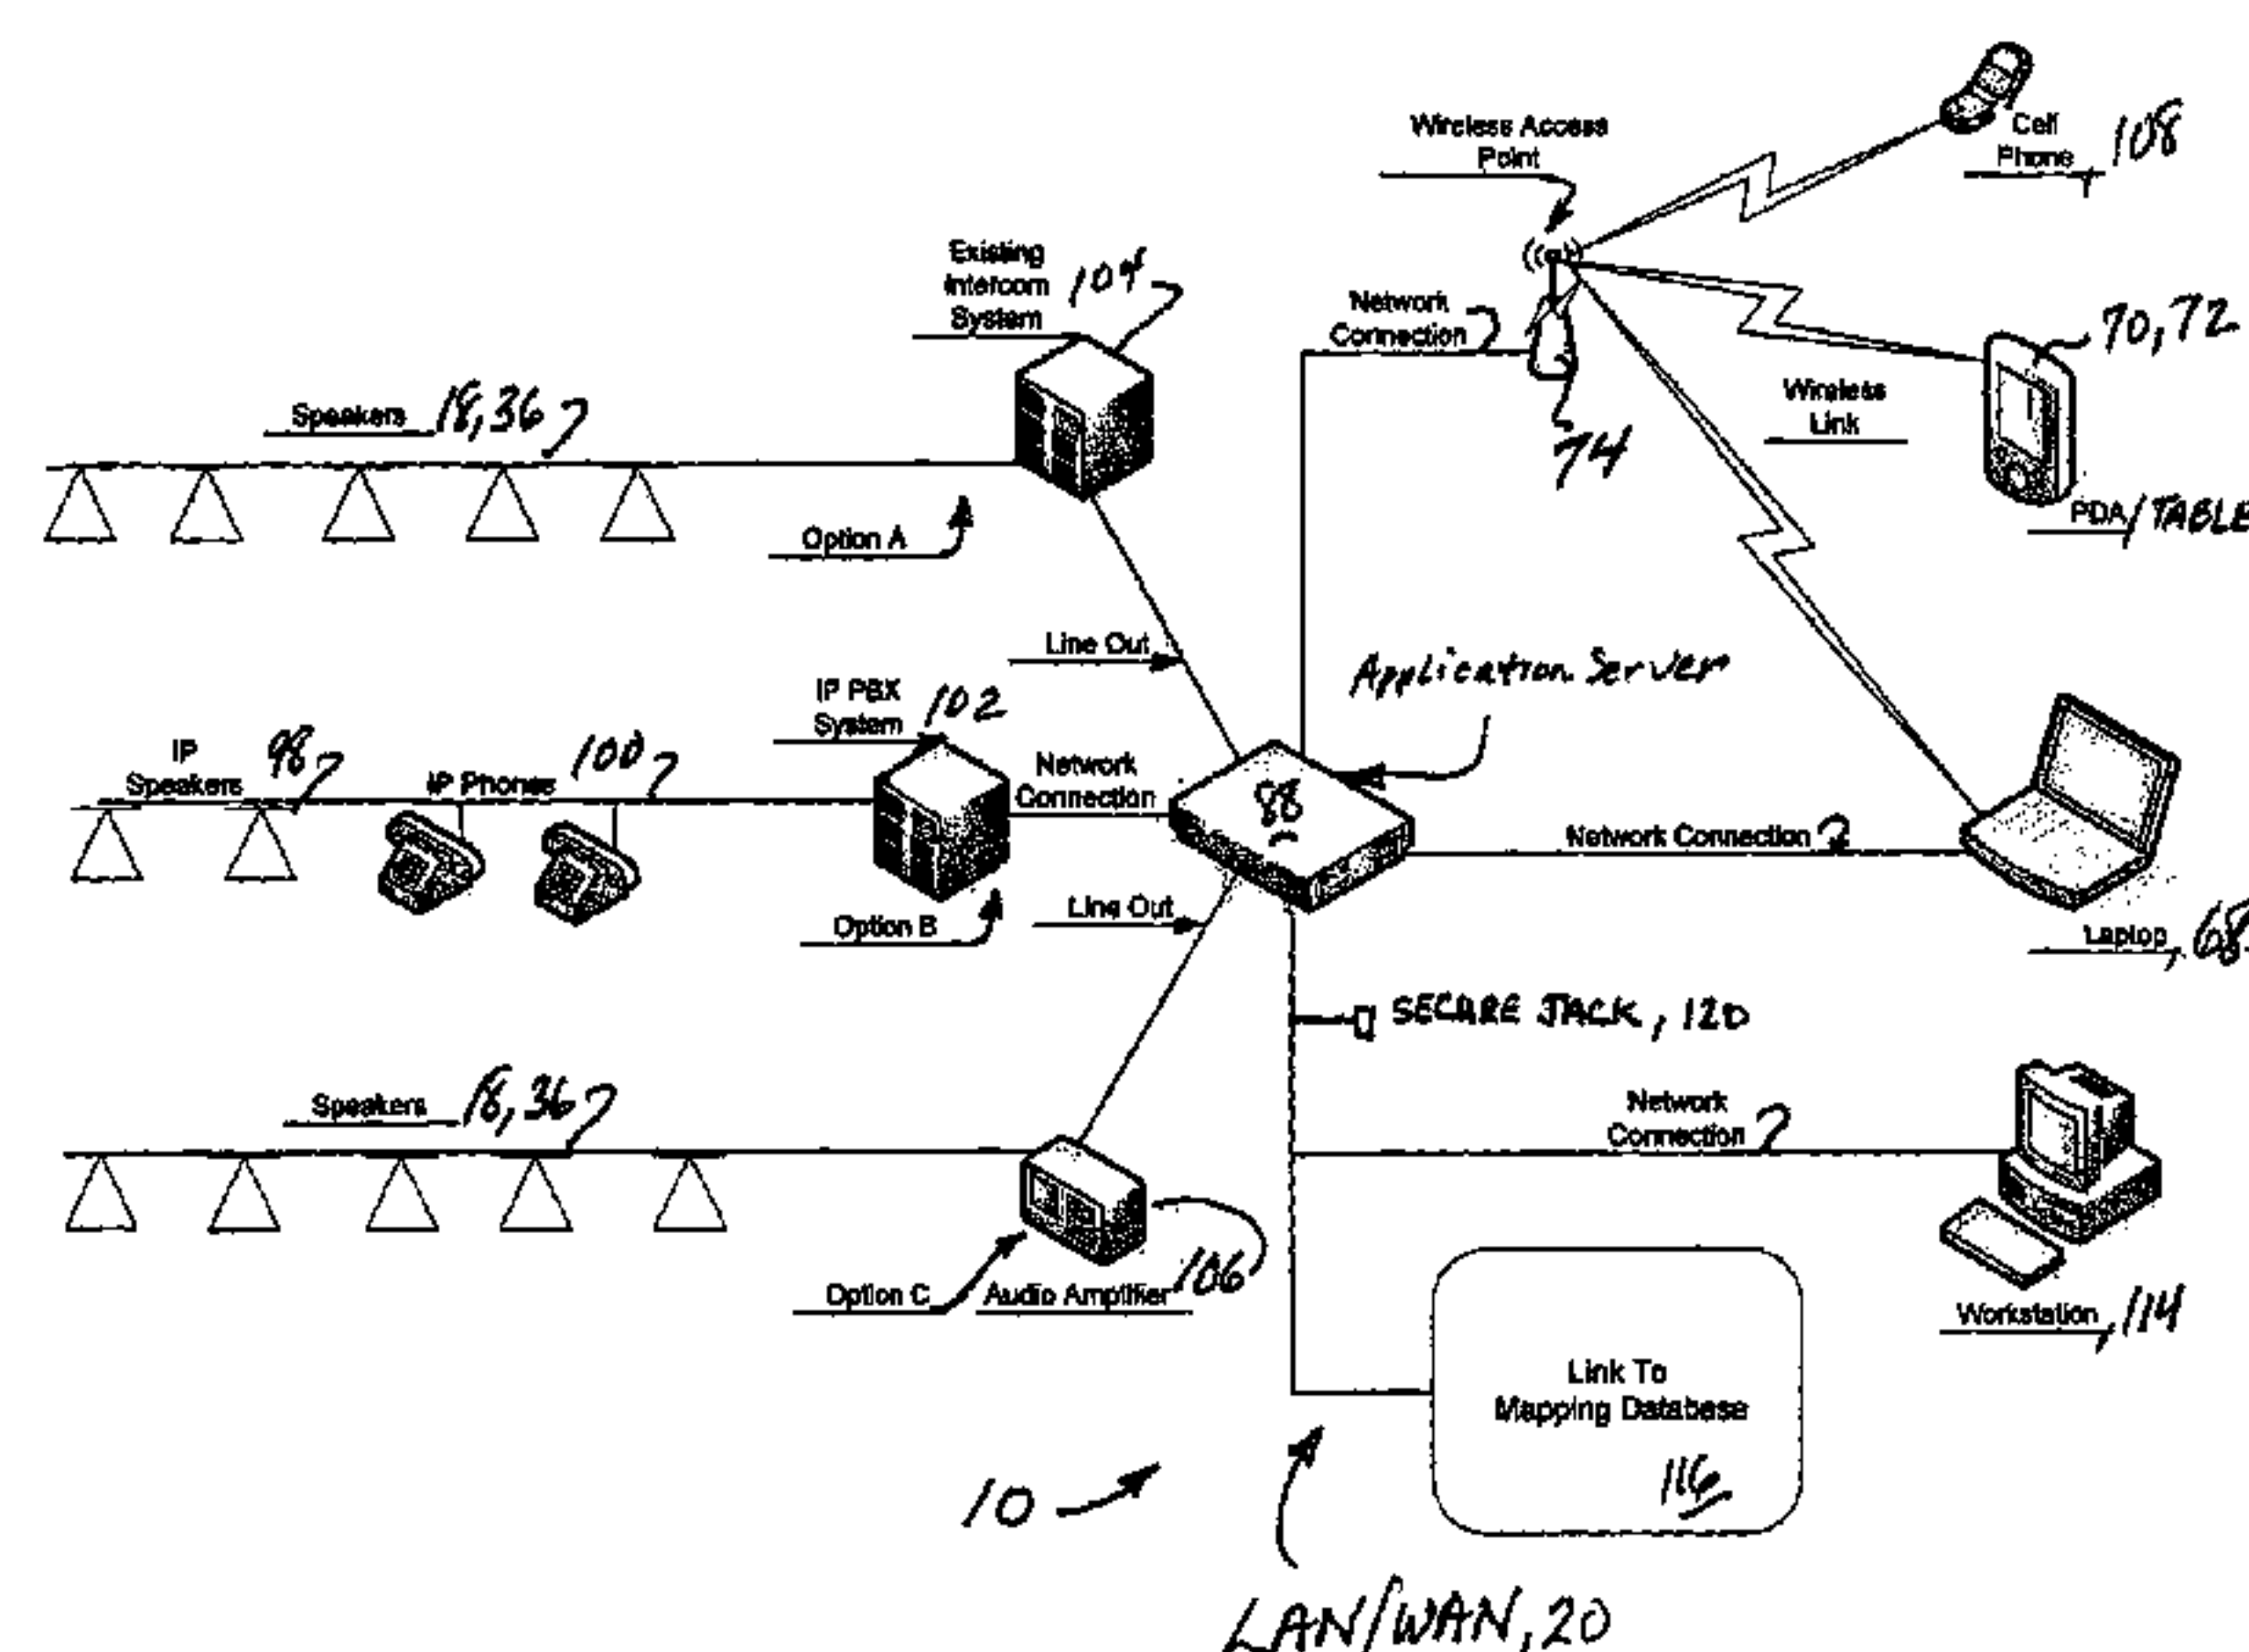 Cell
Phone, 108
Wireless Access
Point
Existing
Intercom
System 104
Network
Connection
70,72
Wireless
Link
Speakers 18,36
74
PDA/TABLE
Option A
Line Out
Application Server
IP PBX
System 102
IP
Speakers 98
IP Phones 100
Network
Connection
88
Network Connection
Option B
Line Out
Laptop, 68
SECURE JACK, 120
Speakers 18,36
Network
Connection
Option C
Audio Amplifier 106
Workstation, 114
Link To
Mapping Database
116
10
LAN/WAN, 20